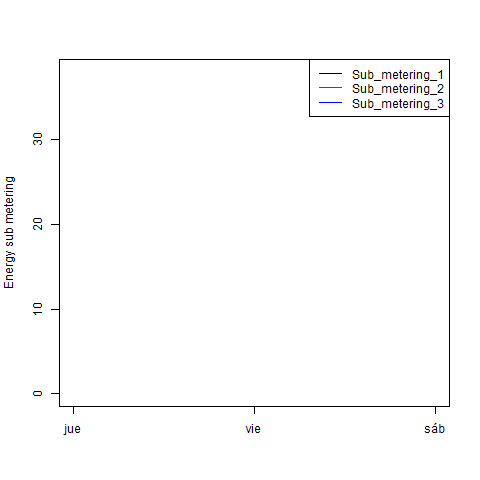 Sub_metering_1
Sub_metering_2
Sub_metering_3
Energy sub metering
30
20
10
0
jue vie sáb